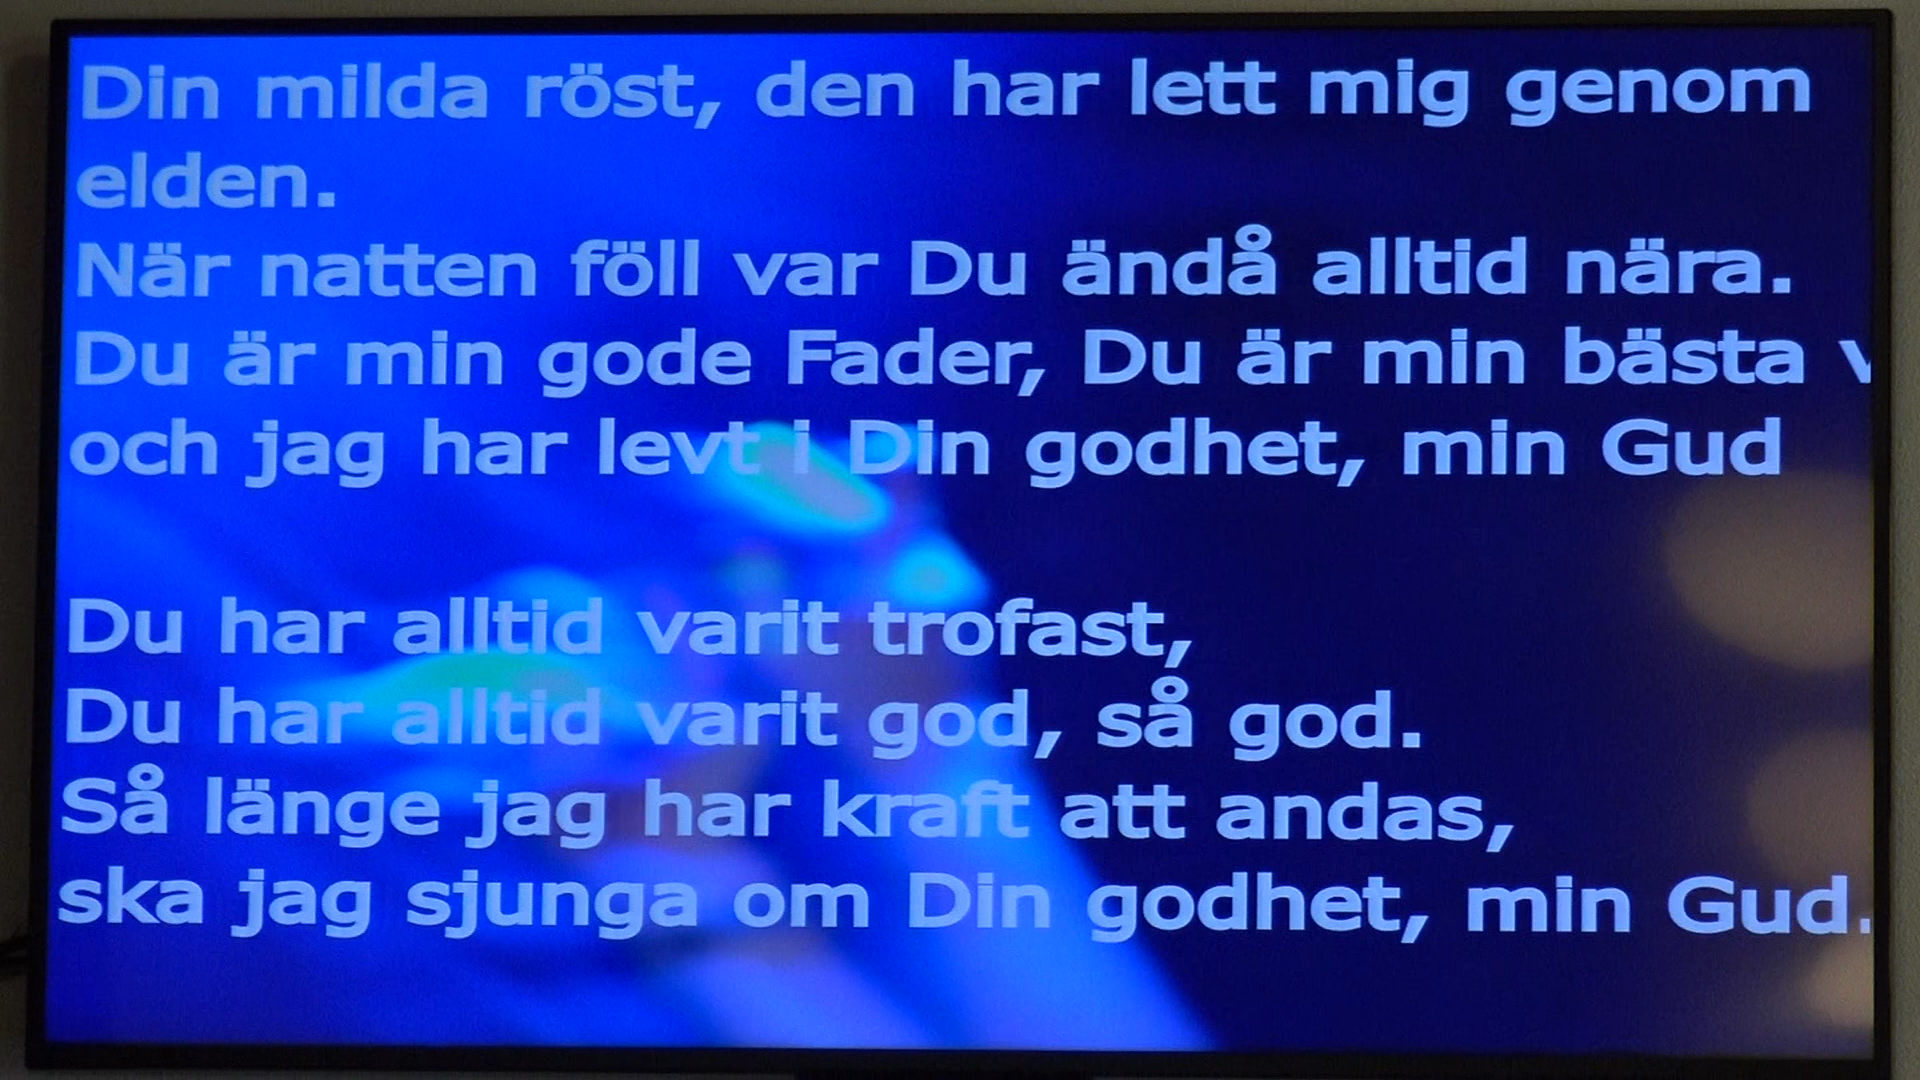 Din milda röst, den har lett mig genom
elden.
När natten föll var Du ändå alltid nära.
Du är min gode Fader, Du är min bästa
och jag har levt i Din godhet, min Gud
Du har alltid varit trofast,
Du har alltid varit god, så god.
Så länge jag har kraft att andas,
ska jag sjunga om Din godhet, min Gud.